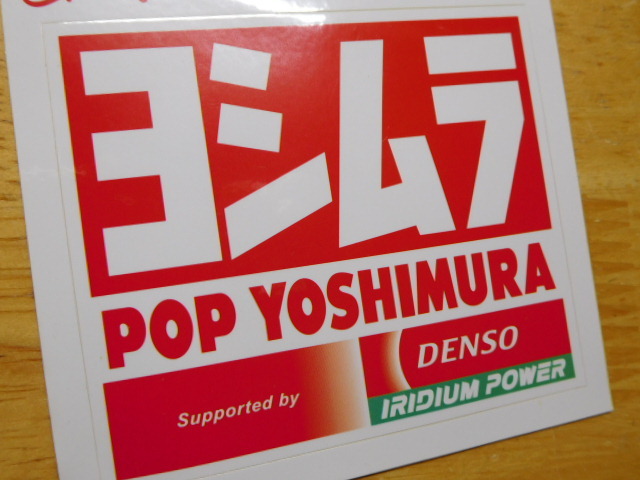 ヨシムラ
POP YOSHIMURA
Supported by
DENSO
IRIDIUM POWER